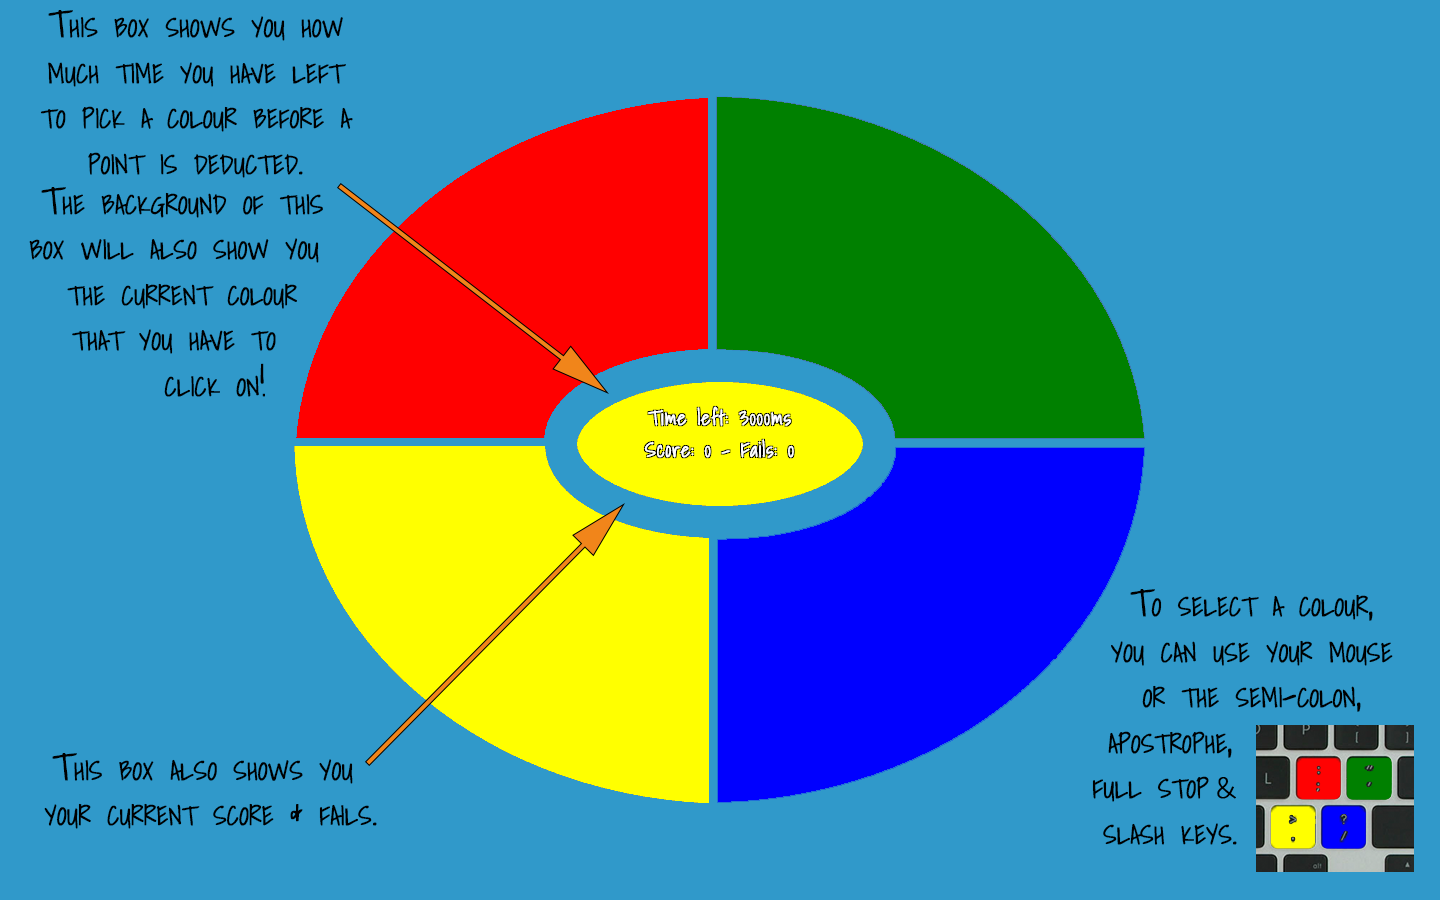 This box shows you how
much time you have left
to pick a colour before a
point is deducted.
The background of this
box will also show you
the current colour
that you have to
click on!
Time left: 3000ms
Score: 0 - Fails: 0
This box also shows you
your current score & fails.
To select a colour,
you can use your mouse
or the semi-colon,
apostrophe,
full stop &
slash keys.
P [ ]
L : ; " '
> . ? /
alt